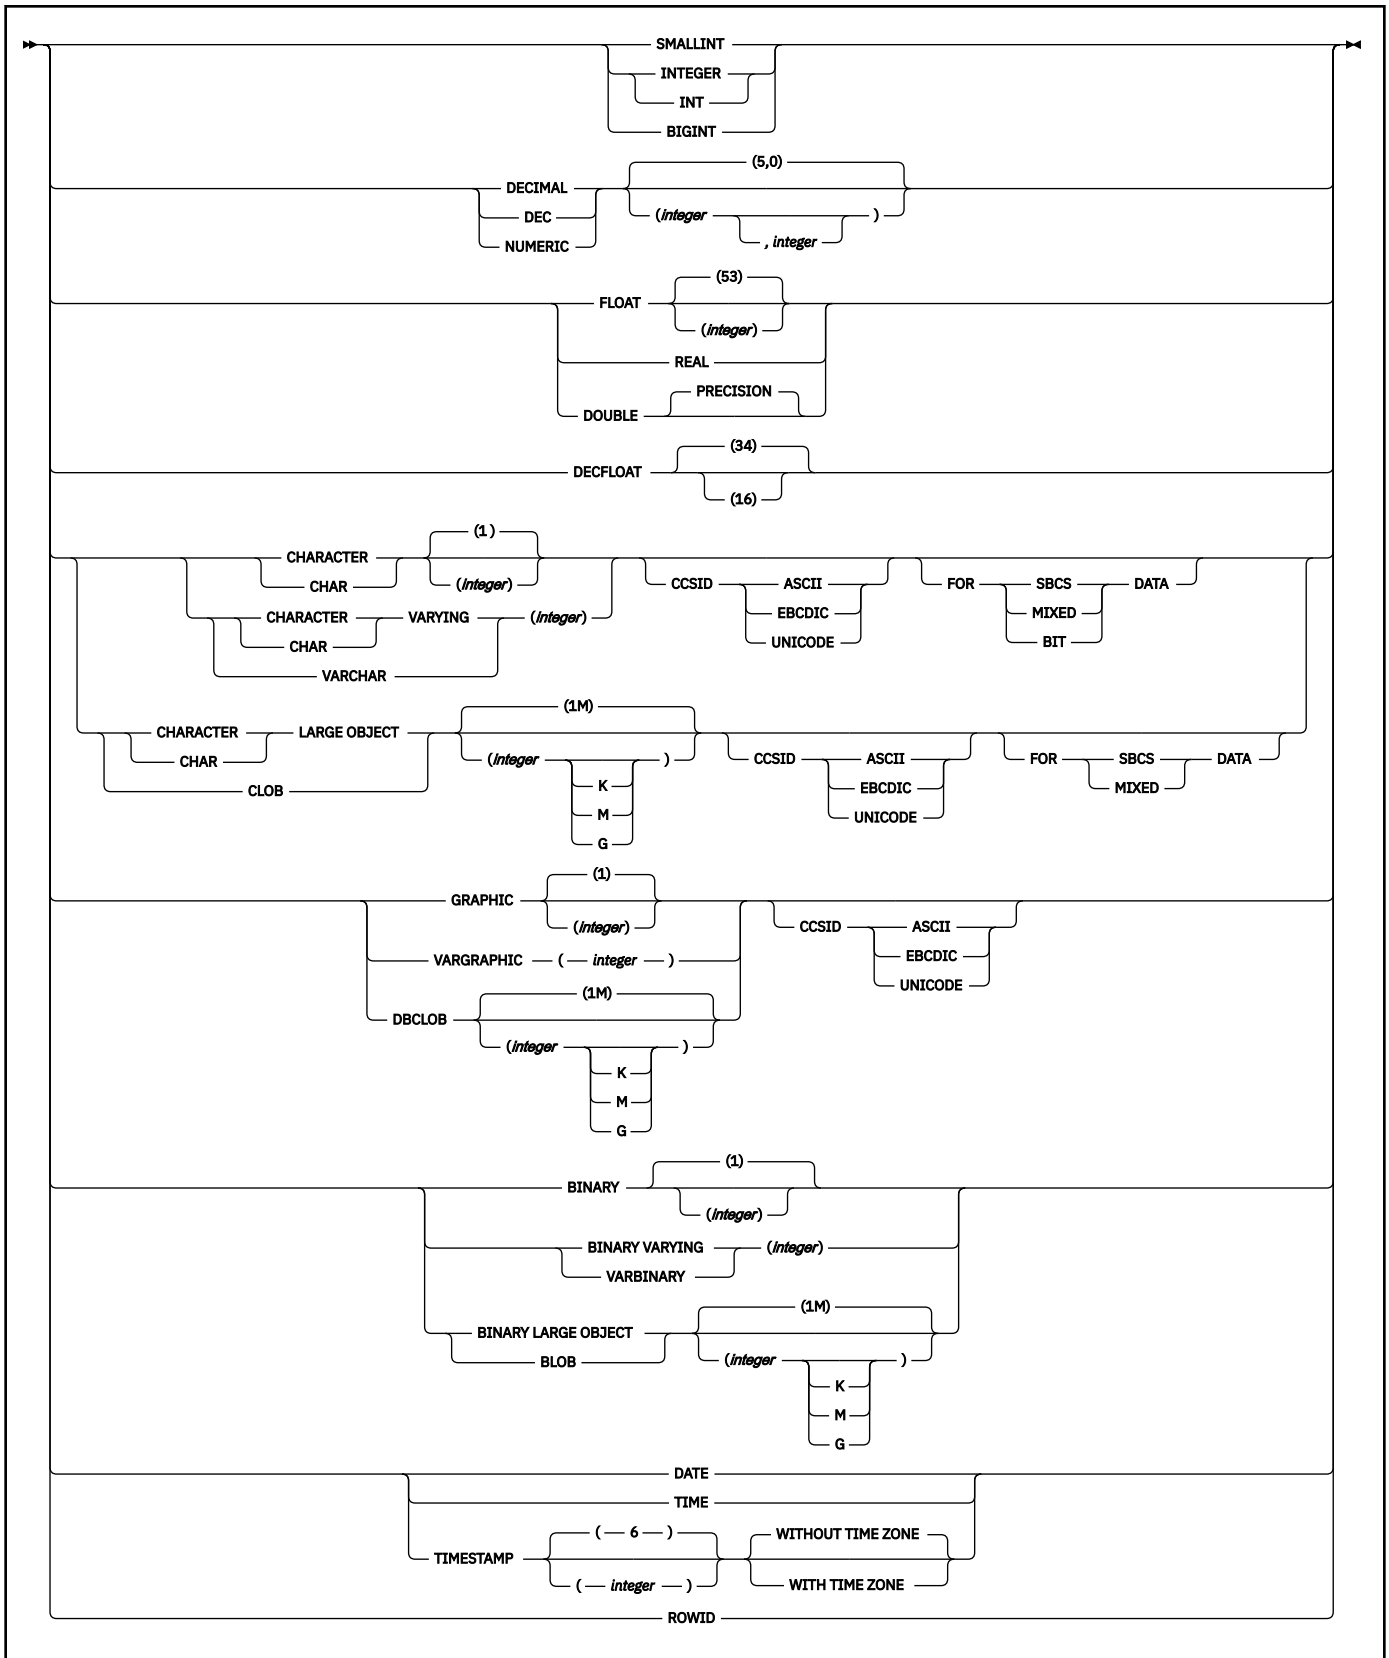 SMALLINT
INTEGER
INT
BIGINT
(5,0)
DECIMAL
DEC
(integer )
NUMERIC
, integer
(53)
FLOAT
(integer)
REAL
PRECISION
DOUBLE
(34)
DECFLOAT
(16)
(1 )
CHARACTER
CHAR (integer) CCSID ASCII FOR SBCS DATA
EBCDIC MIXED
CHARACTER VARYING (integer)
CHAR UNICODE BIT
VARCHAR
(1M)
CHARACTER LARGE OBJECT
CHAR (integer ) CCSID ASCII FOR SBCS DATA
K EBCDIC MIXED
CLOB
M UNICODE
G
(1)
GRAPHIC
(integer) CCSID ASCII
EBCDIC
VARGRAPHIC ( integer )
UNICODE
(1M)
DBCLOB
(integer )
K
M
G
(1)
BINARY
(integer)
BINARY VARYING (integer)
VARBINARY
(1M)
BINARY LARGE OBJECT
BLOB (integer )
K
M
G
DATE
TIME
( 6 ) WITHOUT TIME ZONE
TIMESTAMP
( integer ) WITH TIME ZONE
ROWID